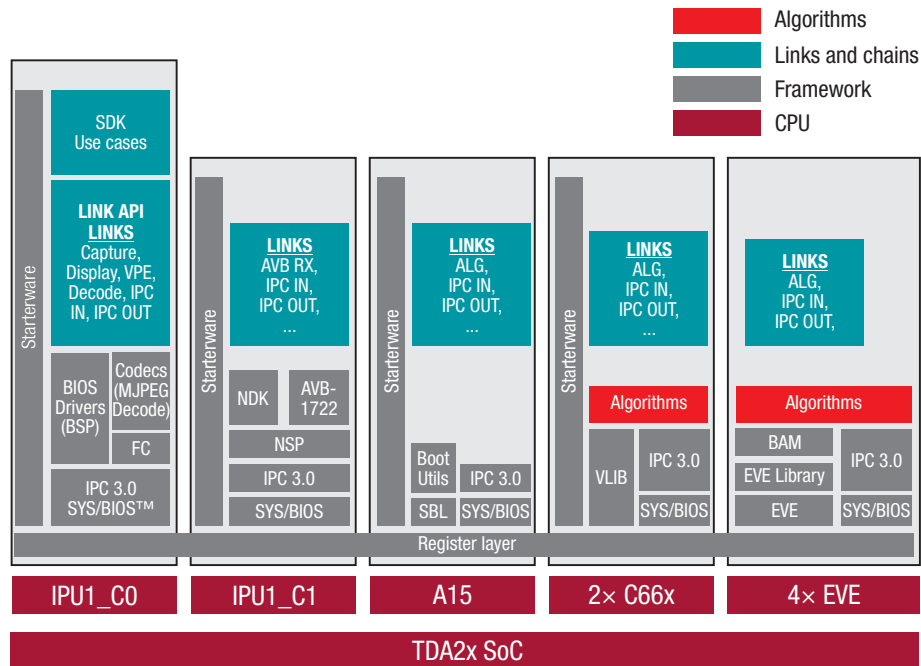 Algorithms
Links and chains
Framework
CPU
Starterware
SDK
Use cases
LINK API
LINKS
Capture,
Display, VPE,
Decode, IPC
IN, IPC OUT
BIOS
Drivers
(BSP)
Codecs
(MJPEG
Decode)
FC
IPC 3.0
SYS/BIOS™
Starterware
LINKS
AVB RX,
IPC IN,
IPC OUT,
...
NDK
AVB-
1722
NSP
IPC 3.0
SYS/BIOS
Starterware
LINKS
ALG,
IPC IN,
IPC OUT,
...
Boot
Utils
IPC 3.0
SBL
SYS/BIOS
Starterware
LINKS
ALG,
IPC IN,
IPC OUT,
...
Algorithms
VLIB
IPC 3.0
SYS/BIOS
LINKS
ALG,
IPC IN,
IPC OUT,
Algorithms
BAM
EVE Library
EVE
IPC 3.0
SYS/BIOS
Register layer
IPU1_C0
IPU1_C1
A15
2× C66x
4× EVE
TDA2x SoC